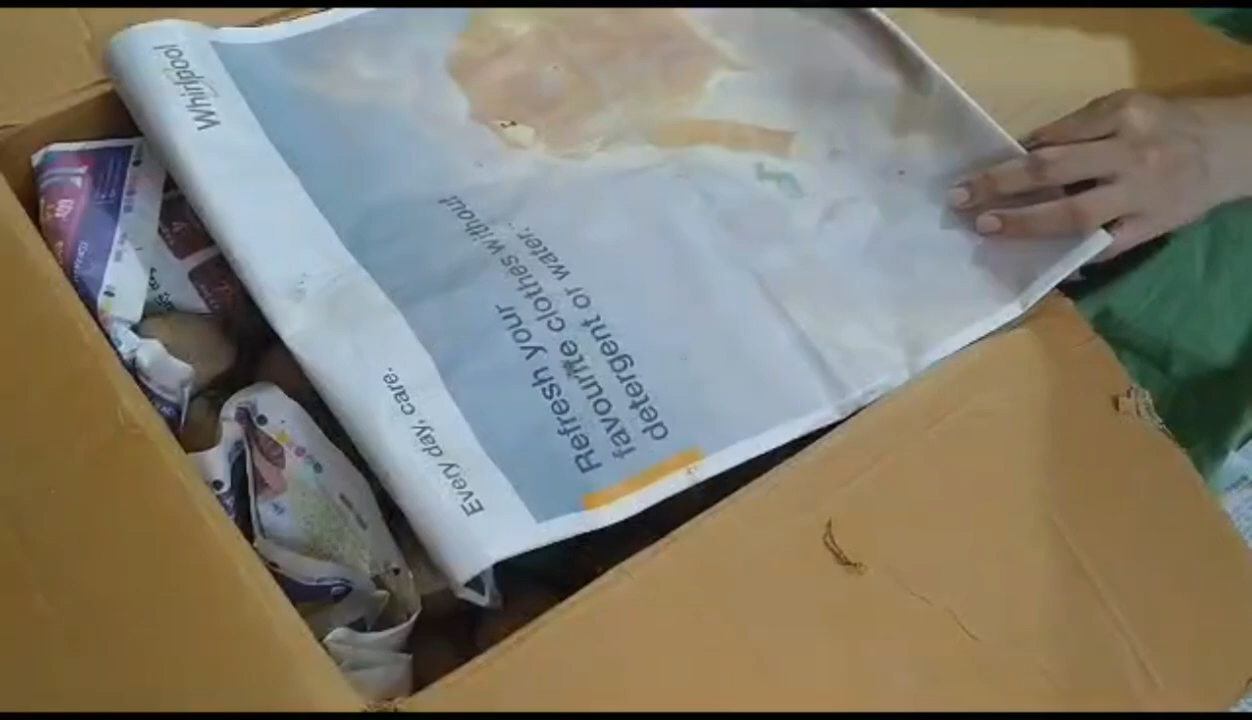 Whirlpool
Refresh your
favourite clothes without
detergent or water.
Every day, care.